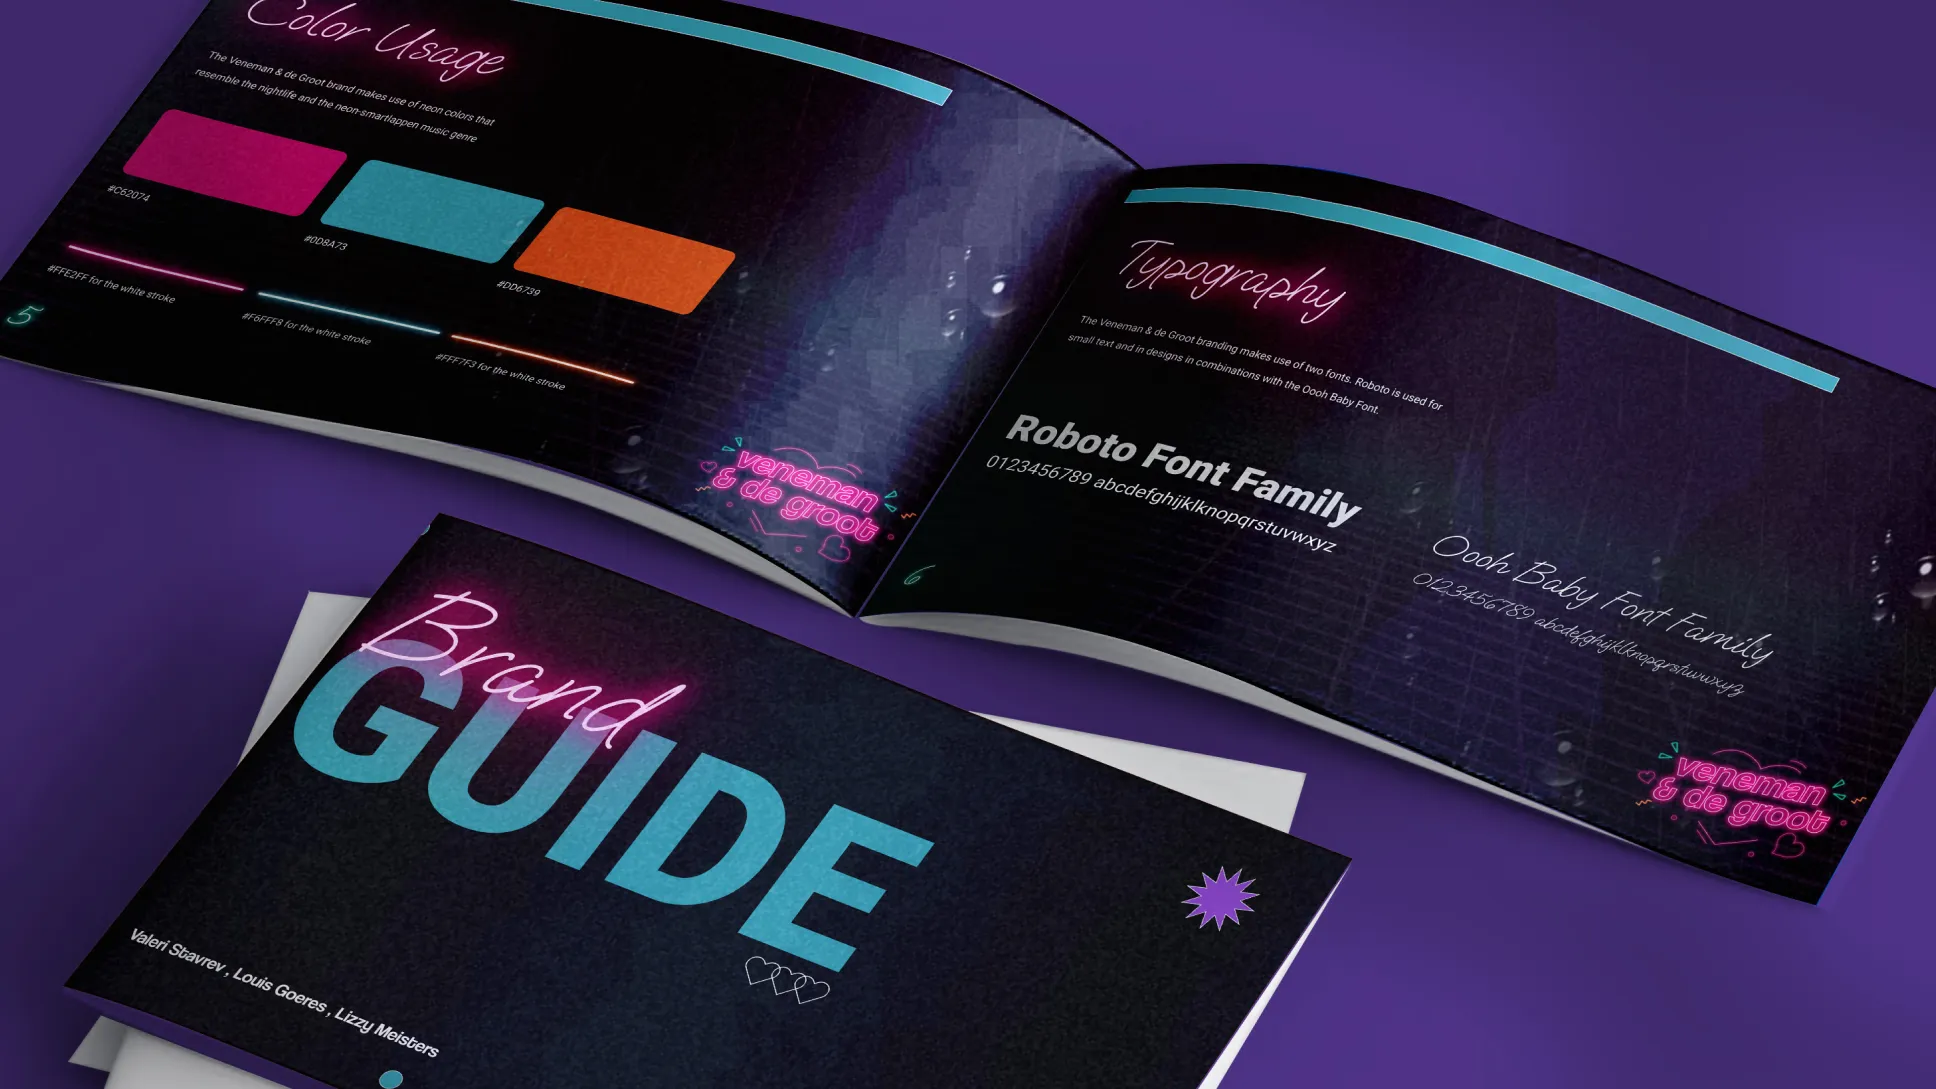 Color Usage
The Veneman & de Groot brand makes use of neon colors that
resemble the nightlife and the neon-smartlappen music genre
#C62074
#0D8A73
#DD6739
#FFE2FF for the white stroke
#F6FFF8 for the white stroke
#FFF7F3 for the white stroke
5
veneman
& de groot
Typography
The Veneman & de Groot branding makes use of two fonts. Roboto is used for
small text and in designs in combinations with the Oooh Baby Font.
Roboto Font Family
0123456789 abcdefghijklknopqrstuvwxyz
Oooh Baby Font Family
0123456789 abcdefghijklknopqrstuvwxyz
6
veneman
& de groot
Brand
GUIDE
Valeri Stavrev , Louis Goeres , Lizzy Meisters